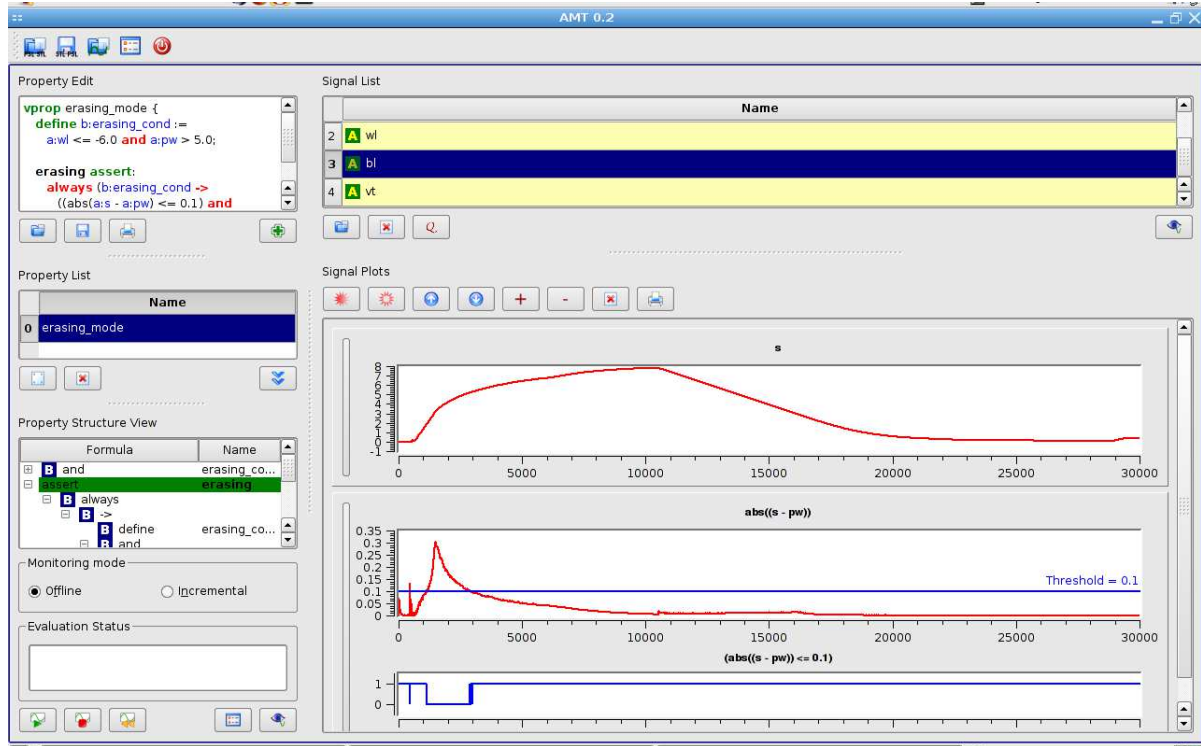 AMT 0.2
PSL-STL
STL-PSL
Property Edit
vprop erasing_mode {
define b:erasing_cond :=
a:wl <= -6.0 and a:pw > 5.0;
erasing assert:
always (b:erasing_cond ->
((abs(a:s - a:pw) <= 0.1) and
Property List
Name
0 erasing_mode
Property Structure View
Formula Name
B and erasing_co...
assert erasing
B always
B ->
B define erasing_co...
B and
Monitoring mode
Offline Incremental
Evaluation Status
Signal List
Name
2 A wl
3 A bl
4 A vt
Q.
Signal Plots
+ -
s
8
7
6
5
4
3
2
1
0
-1
0 5000 10000 15000 20000 25000 30000
abs((s - pw))
0.35
0.3
0.25
0.2
0.15
0.1
0.05
0
Threshold = 0.1
0 5000 10000 15000 20000 25000 30000
(abs((s - pw)) <= 0.1)
1
0